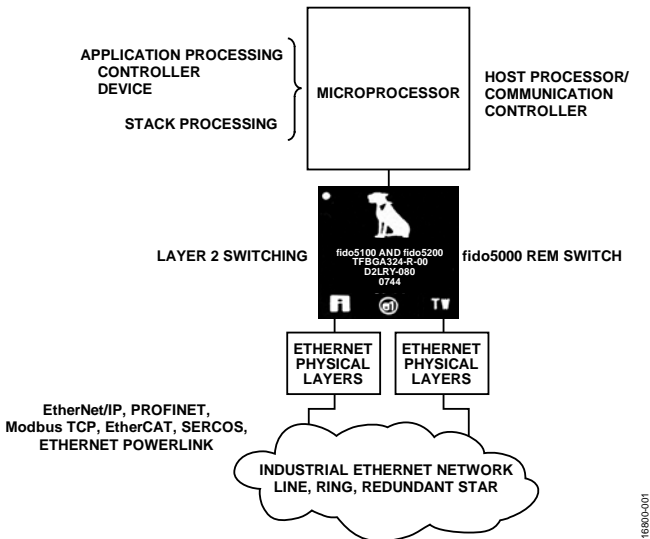 APPLICATION PROCESSING
CONTROLLER
DEVICE
STACK PROCESSING
MICROPROCESSOR
HOST PROCESSOR/
COMMUNICATION
CONTROLLER
LAYER 2 SWITCHING
fido5100 AND fido5200
TFBGA324-R-00
D2LRY-080
0744
fido5000 REM SWITCH
ETHERNET
PHYSICAL
LAYERS
ETHERNET
PHYSICAL
LAYERS
EtherNet/IP, PROFINET,
Modbus TCP, EtherCAT, SERCOS,
ETHERNET POWERLINK
INDUSTRIAL ETHERNET NETWORK
LINE, RING, REDUNDANT STAR
16800-001